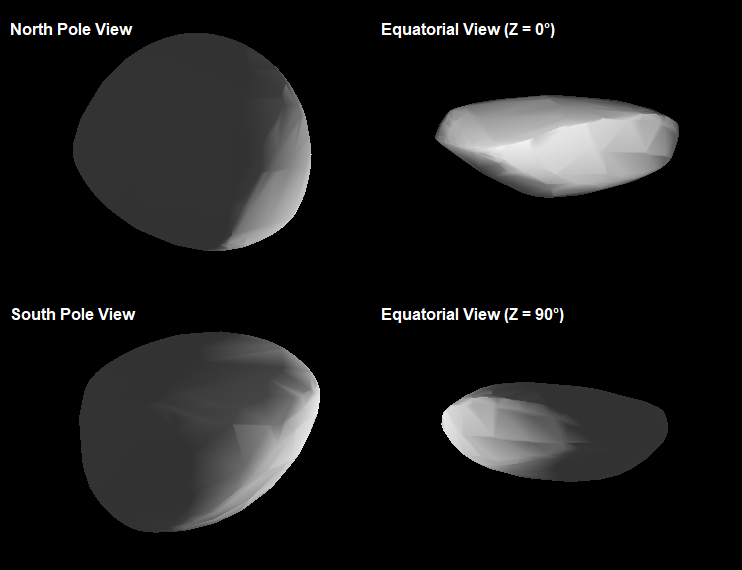 North Pole View
Equatorial View (Z = 0°)
South Pole View
Equatorial View (Z = 90°)